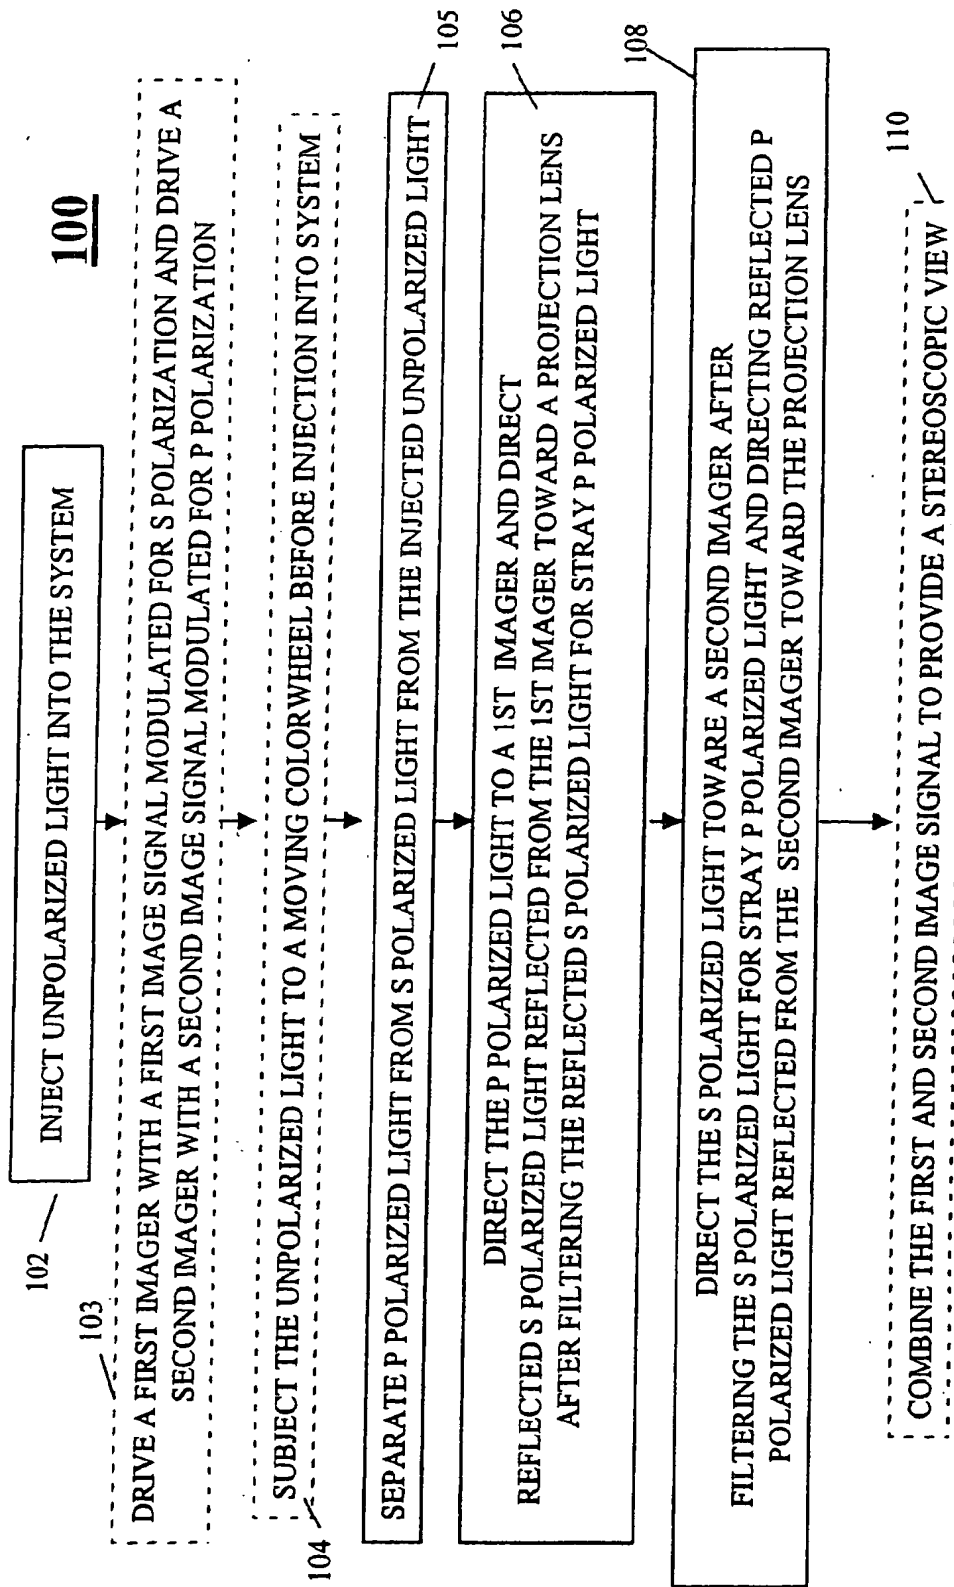 100
102
INJECT UNPOLARIZED LIGHT INTO THE SYSTEM
103
DRIVE A FIRST IMAGER WITH A FIRST IMAGE SIGNAL MODULATED FOR S POLARIZATION AND DRIVE A
SECOND IMAGER WITH A SECOND IMAGE SIGNAL MODULATED FOR P POLARIZATION
104
SUBJECT THE UNPOLARIZED LIGHT TO A MOVING COLORWHEEL BEFORE INJECTION INTO SYSTEM
105
SEPARATE P POLARIZED LIGHT FROM S POLARIZED LIGHT FROM THE INJECTED UNPOLARIZED LIGHT
106
DIRECT THE P POLARIZED LIGHT TO A 1ST IMAGER AND DIRECT
REFLECTED S POLARIZED LIGHT REFLECTED FROM THE 1ST IMAGER TOWARD A PROJECTION LENS
AFTER FILTERING THE REFLECTED S POLARIZED LIGHT FOR STRAY P POLARIZED LIGHT
108
DIRECT THE S POLARIZED LIGHT TOWARE A SECOND IMAGER AFTER
FILTERING THE S POLARIZED LIGHT FOR STRAY P POLARIZED LIGHT AND DIRECTING REFLECTED P
POLARIZED LIGHT REFLECTED FROM THE SECOND IMAGER TOWARD THE PROJECTION LENS
110
COMBINE THE FIRST AND SECOND IMAGE SIGNAL TO PROVIDE A STEREOSCOPIC VIEW